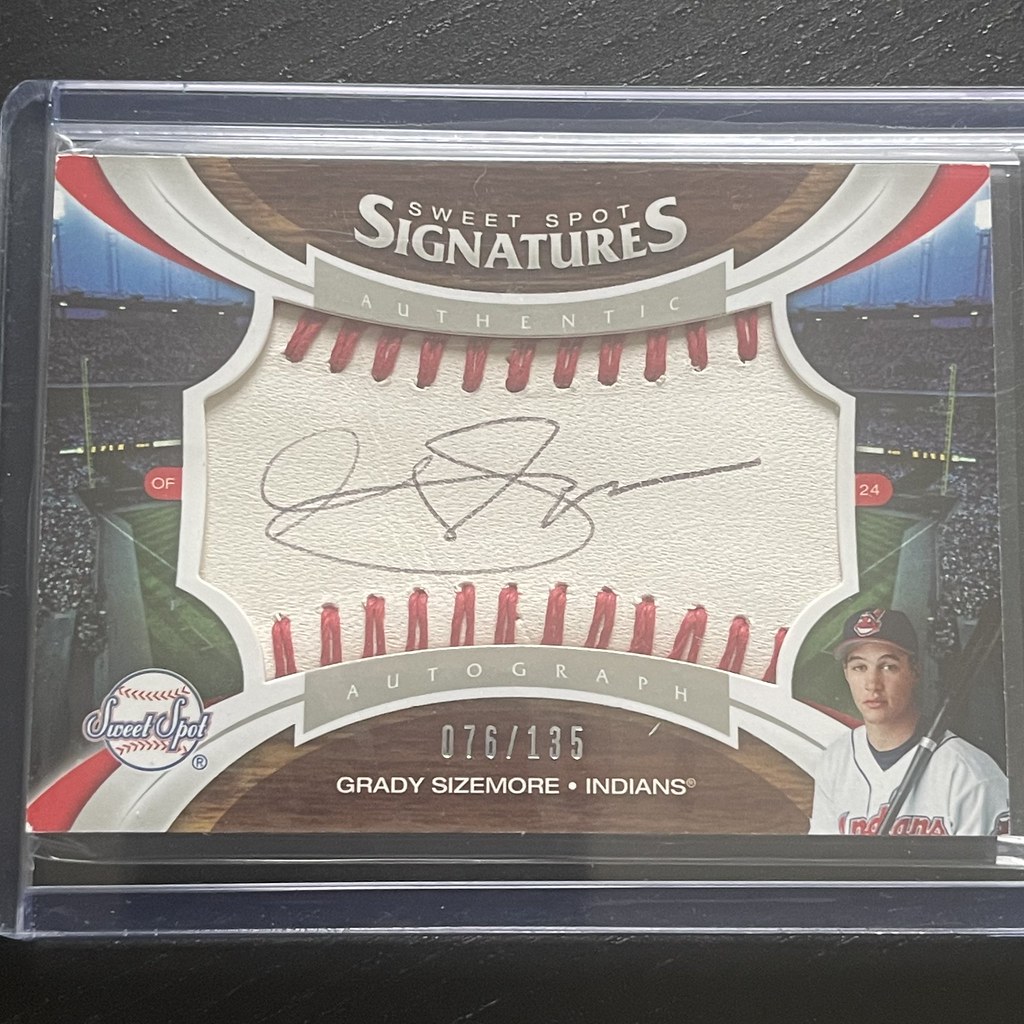 SWEET SPOT
SIGNATURES
AUTHENTIC
OF
24
AUTOGRAPH
Sweet Spot
®
076/135
GRADY SIZEMORE • INDIANS®
Indians